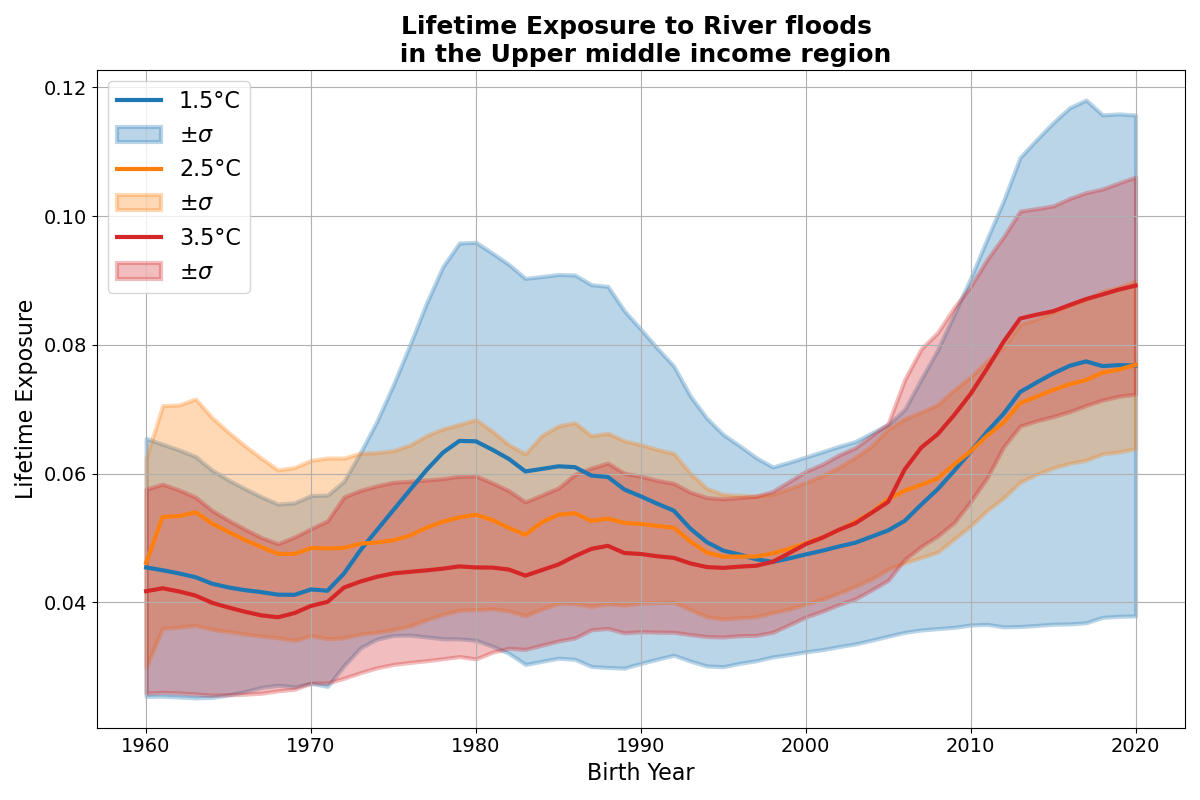 Lifetime Exposure to River floods
in the Upper middle income region
0.12
0.10
0.08
0.06
0.04
Lifetime Exposure
1.5°C
±σ
2.5°C
±σ
3.5°C
±σ
1960 1970 1980 1990 2000 2010 2020
Birth Year